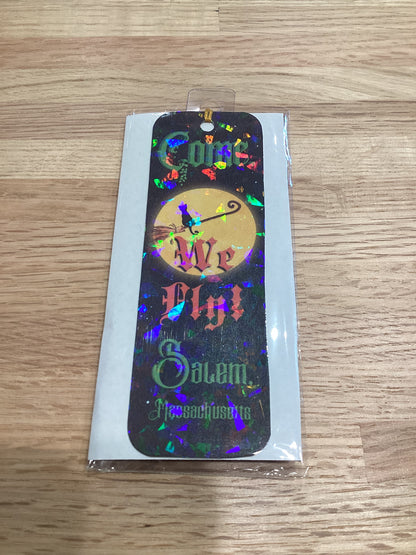 Come
We
Fly!
Salem,
Massachusetts